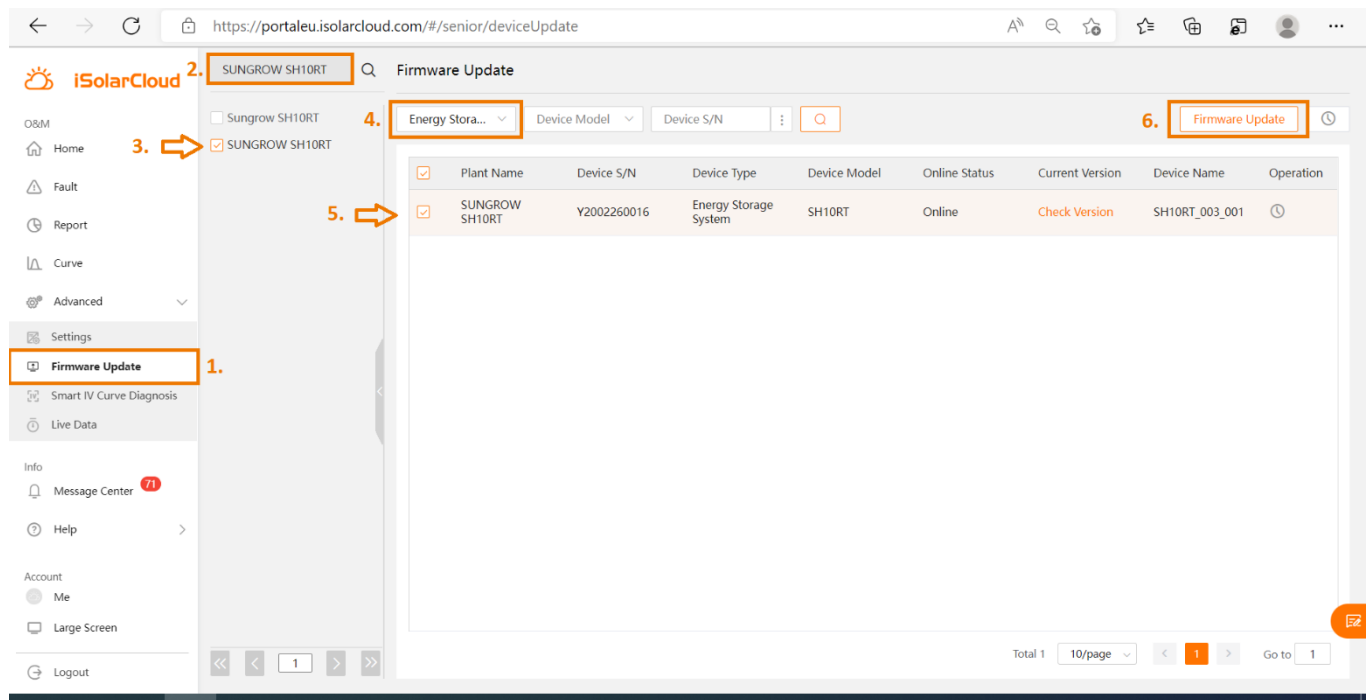 https://portaleu.isolarcloud.com/#/senior/deviceUpdate
iSolarCloud
2. SUNGROW SH10RT
Firmware Update
O&M
Home
Fault
Report
Curve
Advanced
Settings
Firmware Update
1.
Smart IV Curve Diagnosis
Live Data
Info
Message Center 71
Help
Account
Me
Large Screen
Logout
Sungrow SH10RT
3. SUNGROW SH10RT
1
4. Energy Stora... Device Model Device S/N 6. Firmware Update
Plant Name Device S/N Device Type Device Model Online Status Current Version Device Name Operation
5. SUNGROW SH10RT Y2002260016 Energy Storage System SH10RT Online Check Version SH10RT_003_001
Total 1 10/page 1 Go to 1